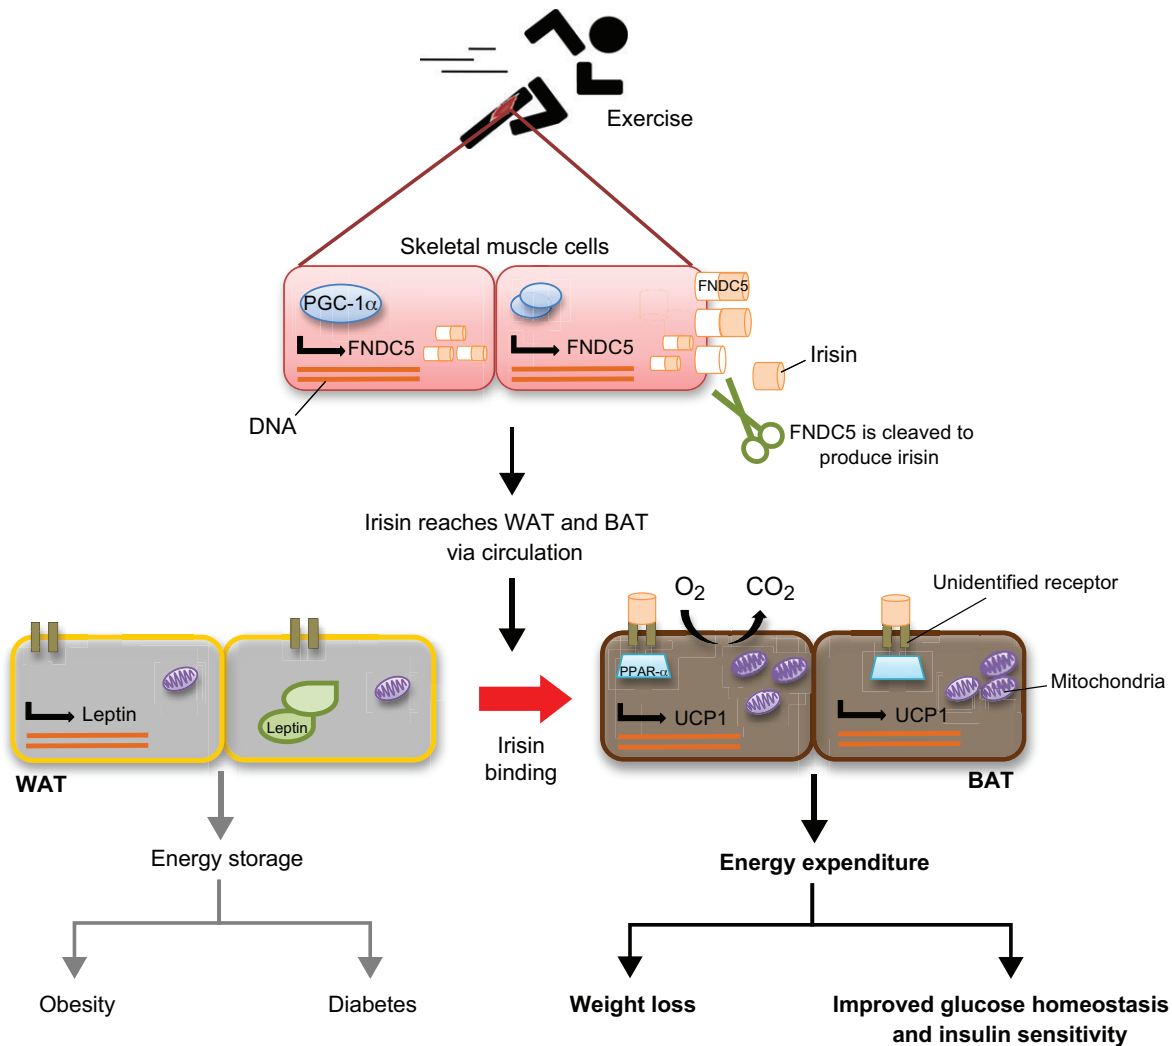 Exercise
Skeletal muscle cells
PGC-1α
FNDC5
FNDC5
FNDC5
Irisin
DNA
FNDC5 is cleaved to
produce irisin
Irisin reaches WAT and BAT
via circulation
O2
CO2
Unidentified receptor
PPAR-α
Mitochondria
Leptin
Leptin
UCP1
UCP1
Irisin
binding
WAT
BAT
Energy storage
Energy expenditure
Obesity
Diabetes
Weight loss
Improved glucose homeostasis
and insulin sensitivity